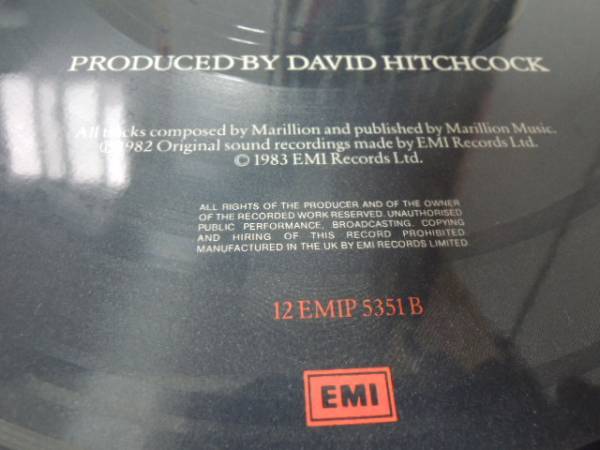 PRODUCED BY DAVID HITCHCOCK
All tracks composed by Marillion and published by Marillion Music.
℗ 1982 Original sound recordings made by EMI Records Ltd.
© 1983 EMI Records Ltd.
ALL RIGHTS OF THE PRODUCER AND OF THE OWNER
OF THE RECORDED WORK RESERVED. UNAUTHORISED
PUBLIC PERFORMANCE, BROADCASTING, COPYING
AND HIRING OF THIS RECORD PROHIBITED.
MANUFACTURED IN THE UK BY EMI RECORDS LIMITED.
12 EMIP 5351 B
EMI